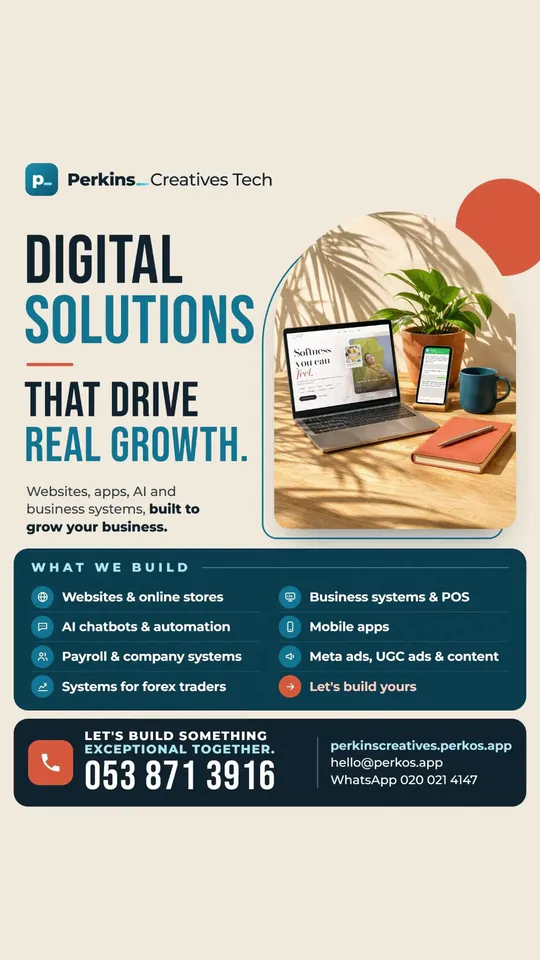 p_
Perkins_Creatives Tech
DIGITAL
SOLUTIONS
THAT DRIVE
REAL GROWTH.
Websites, apps, AI and
business systems, built to
grow your business.
Softness
you can
feel.
WHAT WE BUILD
Websites & online stores
Business systems & POS
AI chatbots & automation
Mobile apps
Payroll & company systems
Meta ads, UGC ads & content
Systems for forex traders
Let's build yours
LET'S BUILD SOMETHING
EXCEPTIONAL TOGETHER.
053 871 3916
perkinscreatives.perkos.app
hello@perkos.app
WhatsApp 020 021 4147